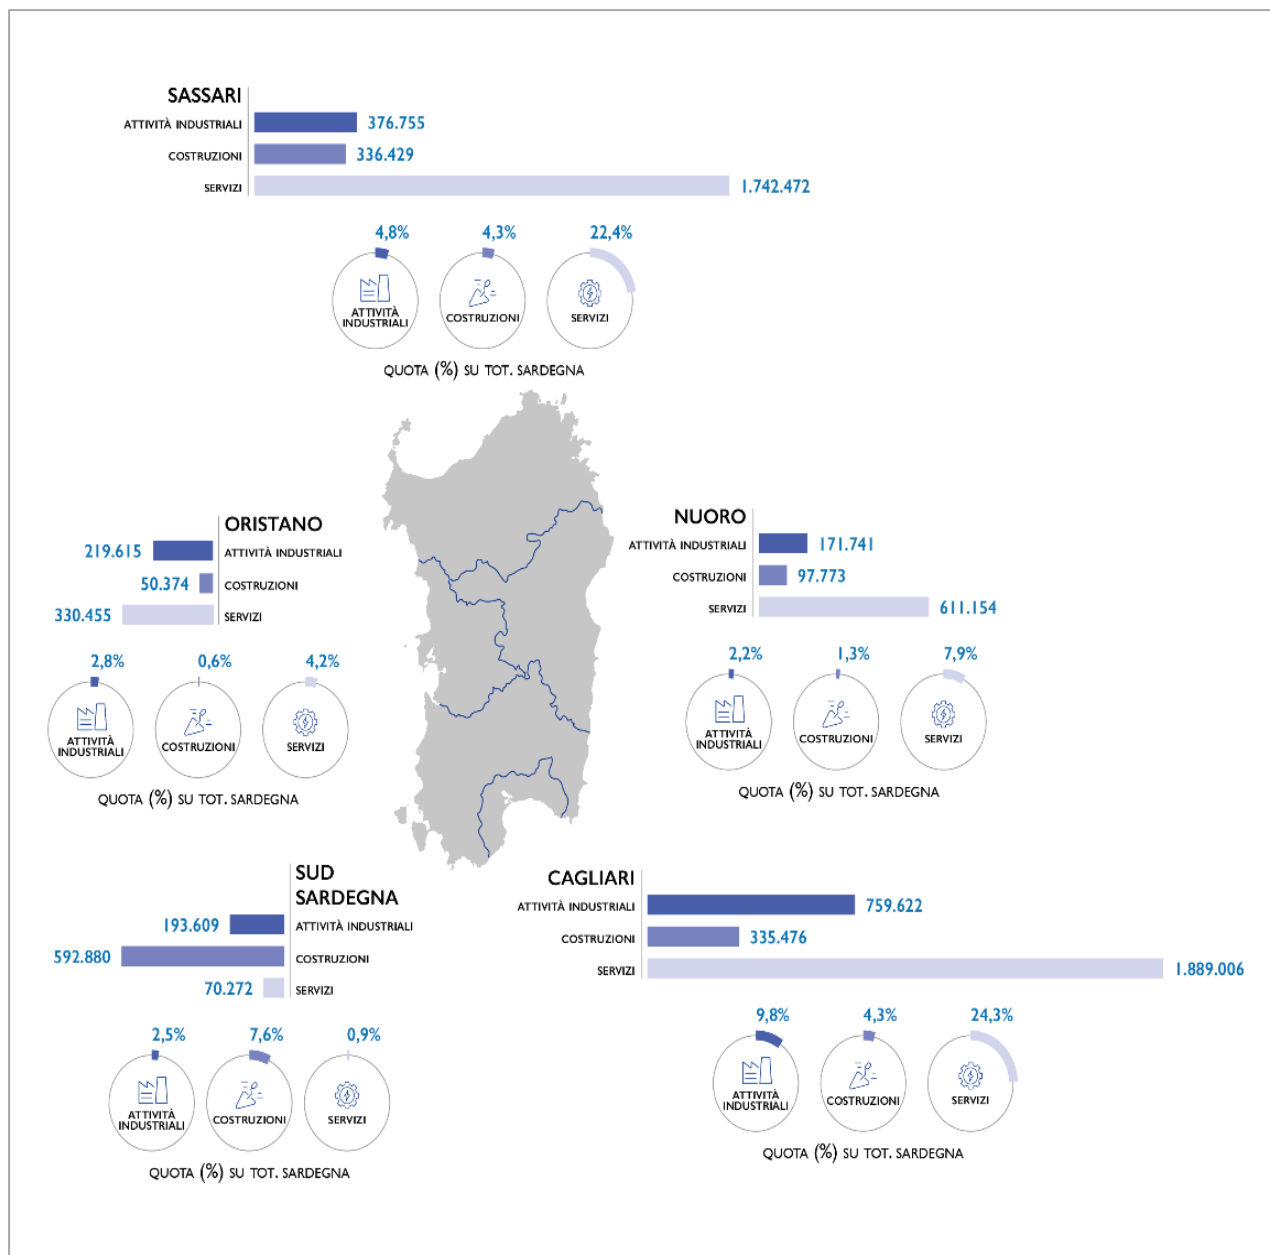 SASSARI
ATTIVITÀ INDUSTRIALI 376.755
COSTRUZIONI 336.429
SERVIZI 1.742.472
4,8% 4,3% 22,4%
ATTIVITÀ
INDUSTRIALI
COSTRUZIONI
SERVIZI
QUOTA (%) SU TOT. SARDEGNA
ORISTANO
219.615 ATTIVITÀ INDUSTRIALI
50.374 COSTRUZIONI
330.455 SERVIZI
2,8% 0,6% 4,2%
ATTIVITÀ
INDUSTRIALI
COSTRUZIONI
SERVIZI
QUOTA (%) SU TOT. SARDEGNA
NUORO
ATTIVITÀ INDUSTRIALI 171.741
COSTRUZIONI 97.773
SERVIZI 611.154
2,2% 1,3% 7,9%
ATTIVITÀ
INDUSTRIALI
COSTRUZIONI
SERVIZI
QUOTA (%) SU TOT. SARDEGNA
SUD
SARDEGNA
193.609 ATTIVITÀ INDUSTRIALI
592.880 COSTRUZIONI
70.272 SERVIZI
2,5% 7,6% 0,9%
ATTIVITÀ
INDUSTRIALI
COSTRUZIONI
SERVIZI
QUOTA (%) SU TOT. SARDEGNA
CAGLIARI
ATTIVITÀ INDUSTRIALI 759.622
COSTRUZIONI 335.476
SERVIZI 1.889.006
9,8% 4,3% 24,3%
ATTIVITÀ
INDUSTRIALI
COSTRUZIONI
SERVIZI
QUOTA (%) SU TOT. SARDEGNA